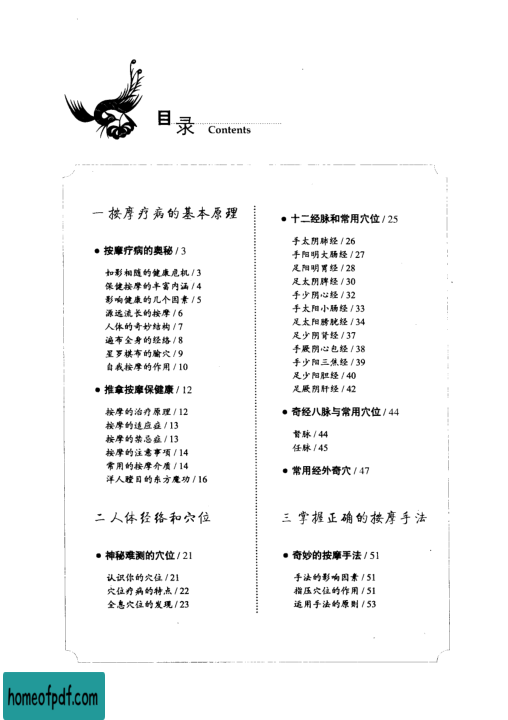 目录
Contents
一 按摩疗病的基本原理
● 按摩疗病的奥秘 / 3
如影相随的健康危机 / 3
保健按摩的丰富内涵 / 4
影响健康的几个因素 / 5
源远流长的按摩 / 6
人体的奇妙结构 / 7
遍布全身的经络 / 8
星罗棋布的腧穴 / 9
自我按摩的作用 / 10
● 推拿按摩保健康 / 12
按摩的治疗原理 / 12
按摩的适应症 / 13
按摩的禁忌症 / 13
按摩的注意事项 / 14
常用的按摩介质 / 14
洋人瞠目的东方魔功 / 16
二 人体经络和穴位
● 神秘难测的穴位 / 21
认识你的穴位 / 21
穴位疗病的特点 / 22
全息穴位的发现 / 23
● 十二经脉和常用穴位 / 25
手太阴肺经 / 26
手阳明大肠经 / 27
足阳明胃经 / 28
足太阴脾经 / 30
手少阴心经 / 32
手太阳小肠经 / 33
足太阳膀胱经 / 34
足少阴肾经 / 37
手厥阴心包经 / 38
手少阳三焦经 / 39
足少阳胆经 / 40
足厥阴肝经 / 42
● 奇经八脉与常用穴位 / 44
督脉 / 44
任脉 / 45
● 常用经外奇穴 / 47
三 掌握正确的按摩手法
● 奇妙的按摩手法 / 51
手法的影响因素 / 51
指压穴位的作用 / 51
运用手法的原则 / 53
homeofpdf.com